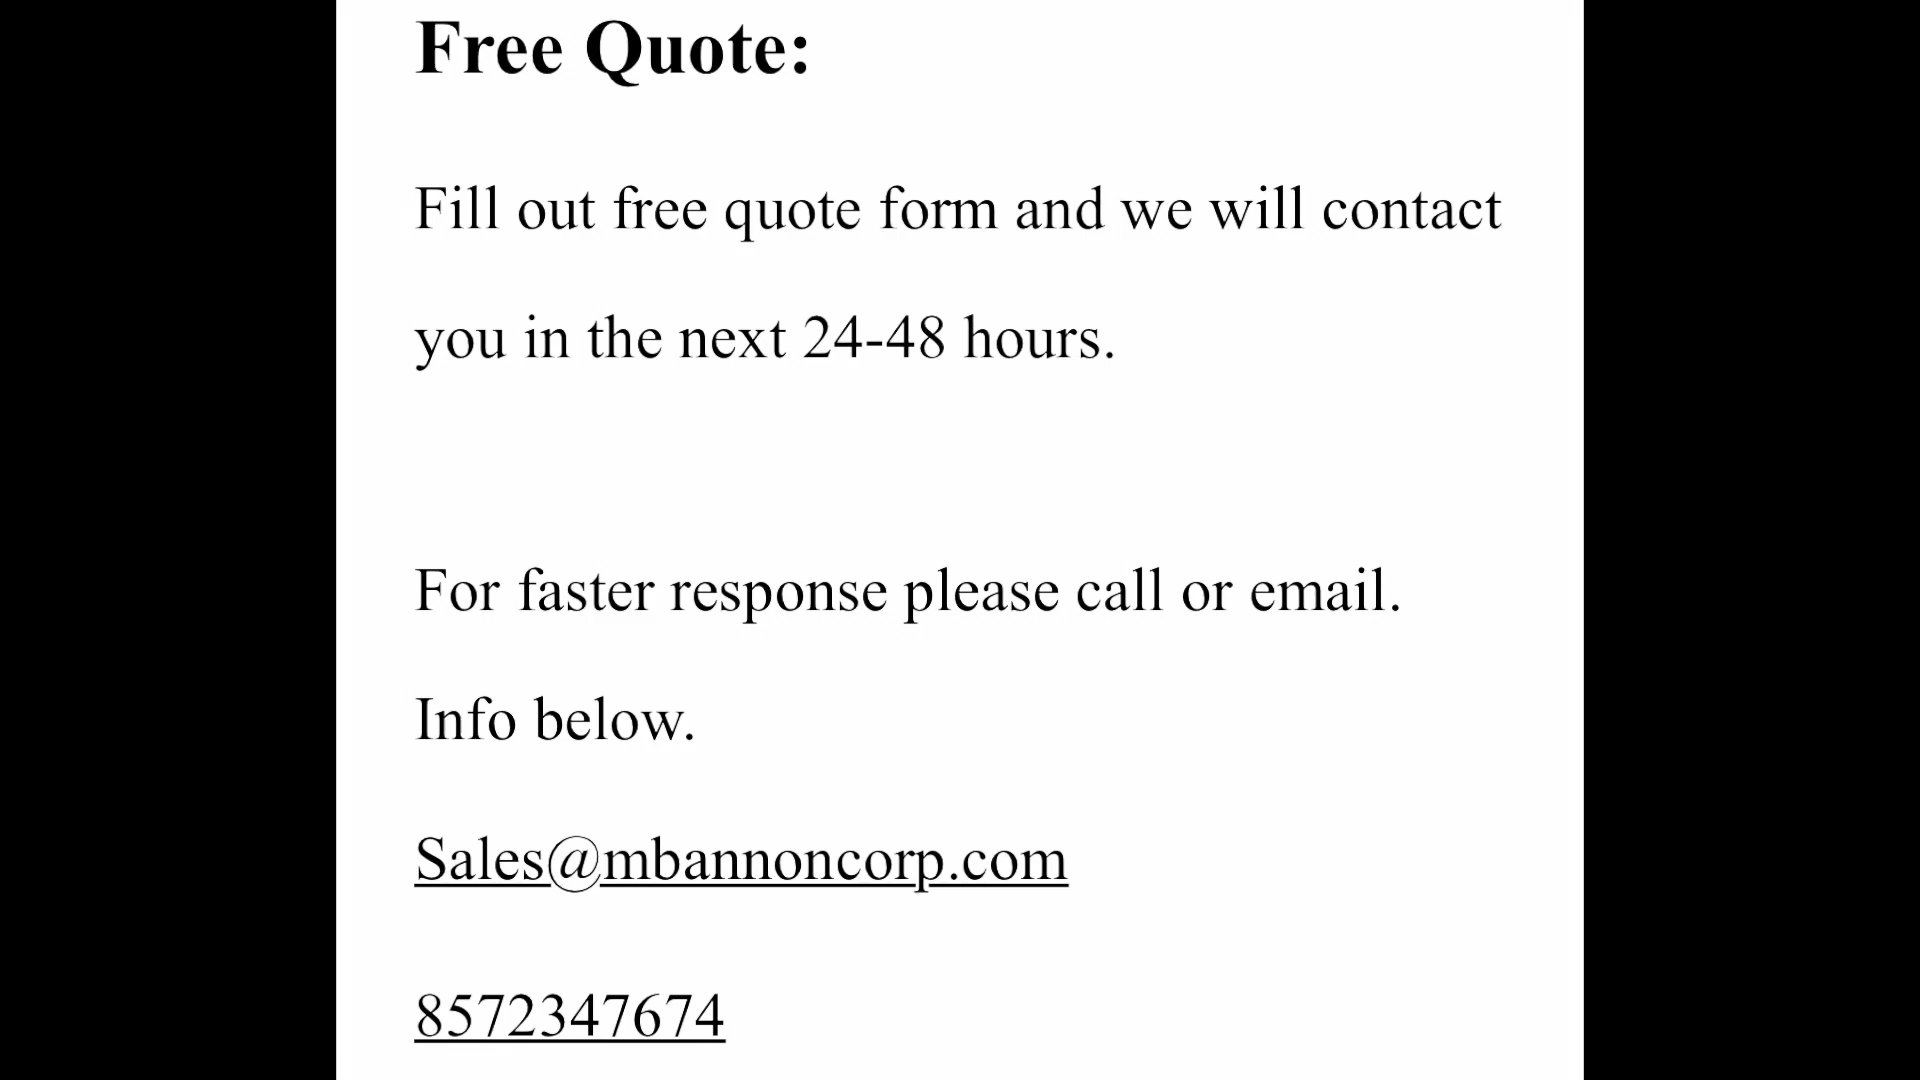 Free Quote:
Fill out free quote form and we will contact
you in the next 24-48 hours.
For faster response please call or email.
Info below.
Sales@mbannoncorp.com
8572347674